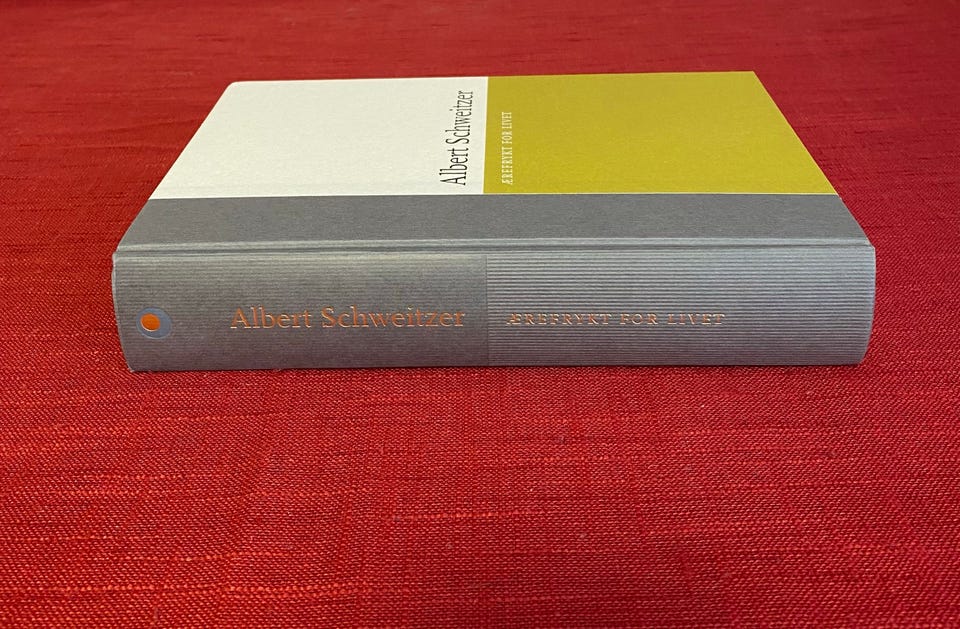 Albert Schweitzer
ÆREFRYKT FOR LIVET
Albert Schweitzer
ÆREFRYKT FOR LIVET